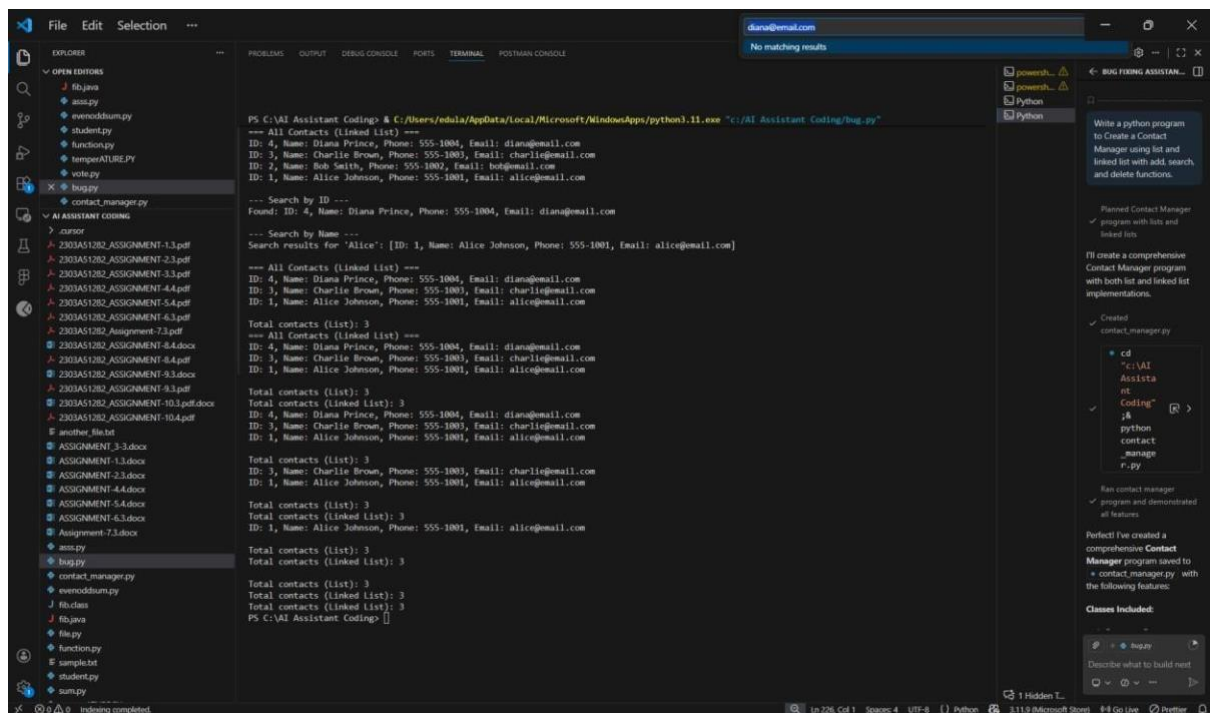 File Edit Selection ···
diana@email.com
No matching results
EXPLORER ···
OPEN EDITORS
fib.java
asss.py
evenoddsum.py
student.py
function.py
temperATURE.PY
vote.py
bug.py
contact_manager.py
AI ASSISTANT CODING
.cursor
2303A51282_ASSIGNMENT-1.3.pdf
2303A51282_ASSIGNMENT-2.3.pdf
2303A51282_ASSIGNMENT-3.3.pdf
2303A51282_ASSIGNMENT-4.4.pdf
2303A51282_ASSIGNMENT-5.4.pdf
2303A51282_ASSIGNMENT-6.3.pdf
2303A51282_Assignment-7.3.pdf
2303A51282_ASSIGNMENT-8.4.docx
2303A51282_ASSIGNMENT-8.4.pdf
2303A51282_ASSIGNMENT-9.3.docx
2303A51282_ASSIGNMENT-9.3.pdf
2303A51282_ASSIGNMENT-10.3.pdf.docx
2303A51282_ASSIGNMENT-10.4.pdf
another_file.txt
ASSIGNMENT_3-3.docx
ASSIGNMENT-1.3.docx
ASSIGNMENT-2.3.docx
ASSIGNMENT-4.4.docx
ASSIGNMENT-5.4.docx
ASSIGNMENT-6.3.docx
Assignment-7.3.docx
asss.py
bug.py
contact_manager.py
evenoddsum.py
fib.class
fib.java
file.py
function.py
sample.txt
student.py
sum.py
PROBLEMS OUTPUT DEBUG CONSOLE PORTS TERMINAL POSTMAN CONSOLE
PS C:\AI Assistant Coding> & C:/Users/edula/AppData/Local/Microsoft/WindowsApps/python3.11.exe "c:/AI Assistant Coding/bug.py"
=== All Contacts (Linked List) ===
ID: 4, Name: Diana Prince, Phone: 555-1004, Email: diana@email.com
ID: 3, Name: Charlie Brown, Phone: 555-1003, Email: charlie@email.com
ID: 2, Name: Bob Smith, Phone: 555-1002, Email: bob@email.com
ID: 1, Name: Alice Johnson, Phone: 555-1001, Email: alice@email.com
--- Search by ID ---
Found: ID: 4, Name: Diana Prince, Phone: 555-1004, Email: diana@email.com
--- Search by Name ---
Search results for 'Alice': [ID: 1, Name: Alice Johnson, Phone: 555-1001, Email: alice@email.com]
=== All Contacts (Linked List) ===
ID: 4, Name: Diana Prince, Phone: 555-1004, Email: diana@email.com
ID: 3, Name: Charlie Brown, Phone: 555-1003, Email: charlie@email.com
ID: 1, Name: Alice Johnson, Phone: 555-1001, Email: alice@email.com
Total contacts (List): 3
=== All Contacts (Linked List) ===
ID: 4, Name: Diana Prince, Phone: 555-1004, Email: diana@email.com
ID: 3, Name: Charlie Brown, Phone: 555-1003, Email: charlie@email.com
ID: 1, Name: Alice Johnson, Phone: 555-1001, Email: alice@email.com
Total contacts (List): 3
Total contacts (Linked List): 3
ID: 4, Name: Diana Prince, Phone: 555-1004, Email: diana@email.com
ID: 3, Name: Charlie Brown, Phone: 555-1003, Email: charlie@email.com
ID: 1, Name: Alice Johnson, Phone: 555-1001, Email: alice@email.com
Total contacts (List): 3
ID: 3, Name: Charlie Brown, Phone: 555-1003, Email: charlie@email.com
ID: 1, Name: Alice Johnson, Phone: 555-1001, Email: alice@email.com
Total contacts (List): 3
Total contacts (Linked List): 3
ID: 1, Name: Alice Johnson, Phone: 555-1001, Email: alice@email.com
Total contacts (List): 3
Total contacts (Linked List): 3
Total contacts (List): 3
Total contacts (Linked List): 3
Total contacts (Linked List): 3
PS C:\AI Assistant Coding>
powersh...
powersh...
Python
Python
1 Hidden T...
BUG FIXING ASSISTAN...
Write a python program
to Create a Contact
Manager using list and
linked list with add, search,
and delete functions.
Planned Contact Manager
program with lists and
linked lists
I'll create a comprehensive
Contact Manager program
with both list and linked list
implementations.
Created
contact_manager.py
cd
"c:\AI
Assista
nt
Coding"
;&
python
contact
_manage
r.py
Ran contact manager
program and demonstrated
all features
Perfect! I've created a
comprehensive Contact
Manager program saved to
contact_manager.py with
the following features:
Classes Included:
bug.py
Describe what to build next
0 0 Indexing completed.
Ln 226, Col 1 Spaces: 4 UTF-8 {} Python 3.11.9 (Microsoft Store) Go Live Prettier